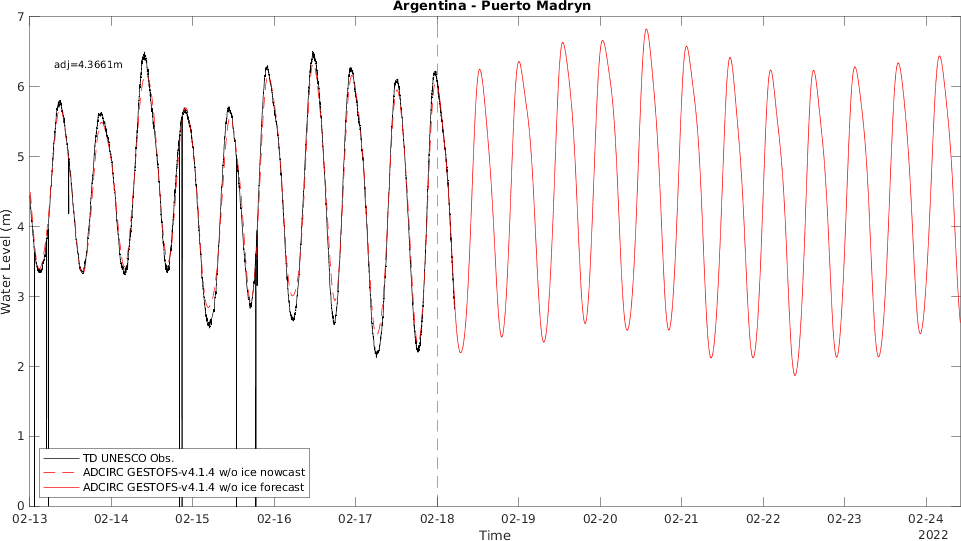 Argentina - Puerto Madryn
7
adj=4.3661m
6
5
4
3
2
1
0
Water Level (m)
TD UNESCO Obs.
ADCIRC GESTOFS-v4.1.4 w/o ice nowcast
ADCIRC GESTOFS-v4.1.4 w/o ice forecast
02-13 02-14 02-15 02-16 02-17 02-18 02-19 02-20 02-21 02-22 02-23 02-24
Time
2022